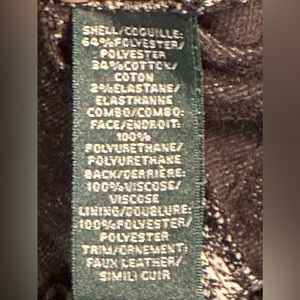 SHELL/COQUILLE:
64%POLYESTER/
POLYESTER
34%COTTON/
COTON
2%ELASTANE/
ELASTHANNE
COMBO/COMBO:
FACE/ENDROIT:
100%
POLYURETHANE/
POLYURETHANE
BACK/DERRIÈRE:
100%VISCOSE/
VISCOSE
LINING/DOUBLURE:
100%POLYESTER/
POLYESTER
TRIM/ORNEMENT:
FAUX LEATHER/
SIMILI CUIR